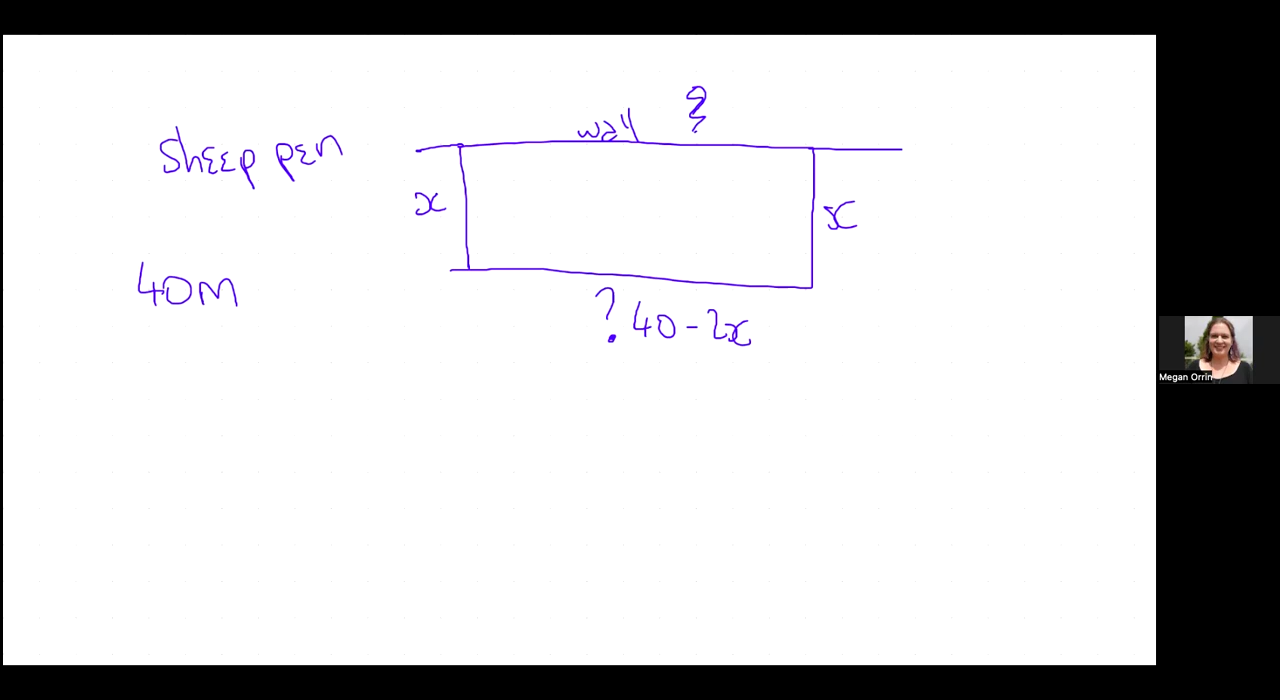 ?
wall
Sheep pen
x
x
40m
? 40 - 2x
Megan Orrin